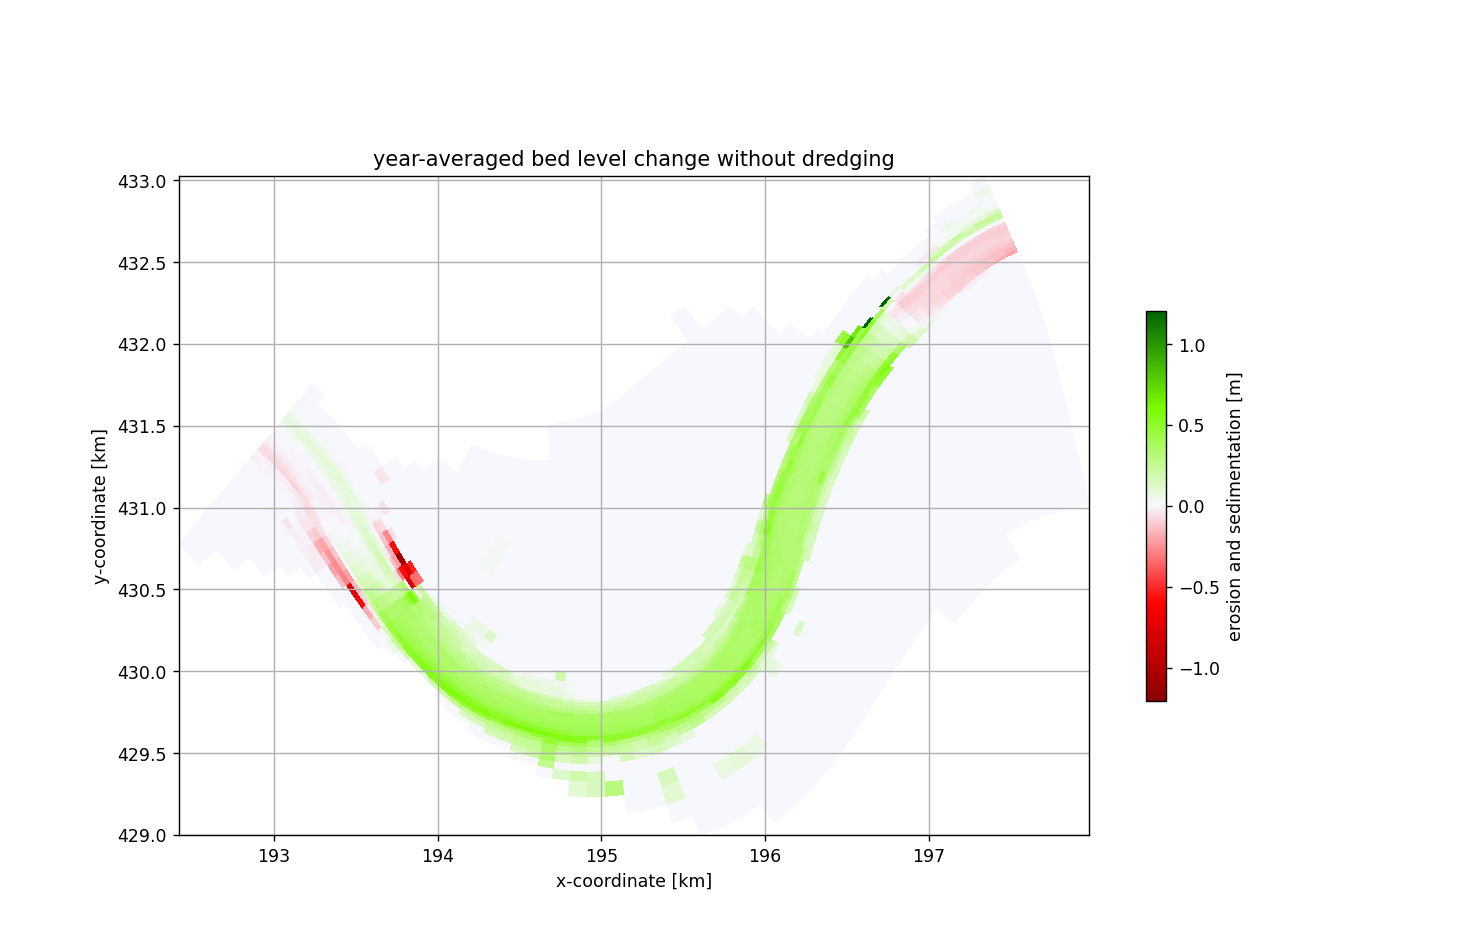 year-averaged bed level change without dredging
433.0
432.5
432.0
431.5
431.0
430.5
430.0
429.5
429.0
y-coordinate [km]
193 194 195 196 197
x-coordinate [km]
1.0
0.5
0.0
−0.5
−1.0
erosion and sedimentation [m]